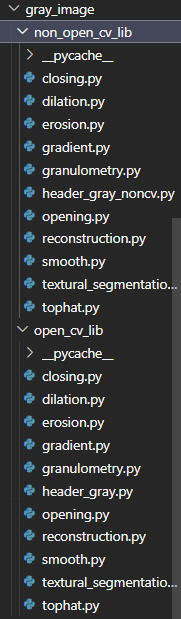 gray_image
non_open_cv_lib
__pycache__
closing.py
dilation.py
erosion.py
gradient.py
granulometry.py
header_gray_noncv.py
opening.py
reconstruction.py
smooth.py
textural_segmentatio...
tophat.py
open_cv_lib
__pycache__
closing.py
dilation.py
erosion.py
gradient.py
granulometry.py
header_gray.py
opening.py
reconstruction.py
smooth.py
textural_segmentatio...
tophat.py